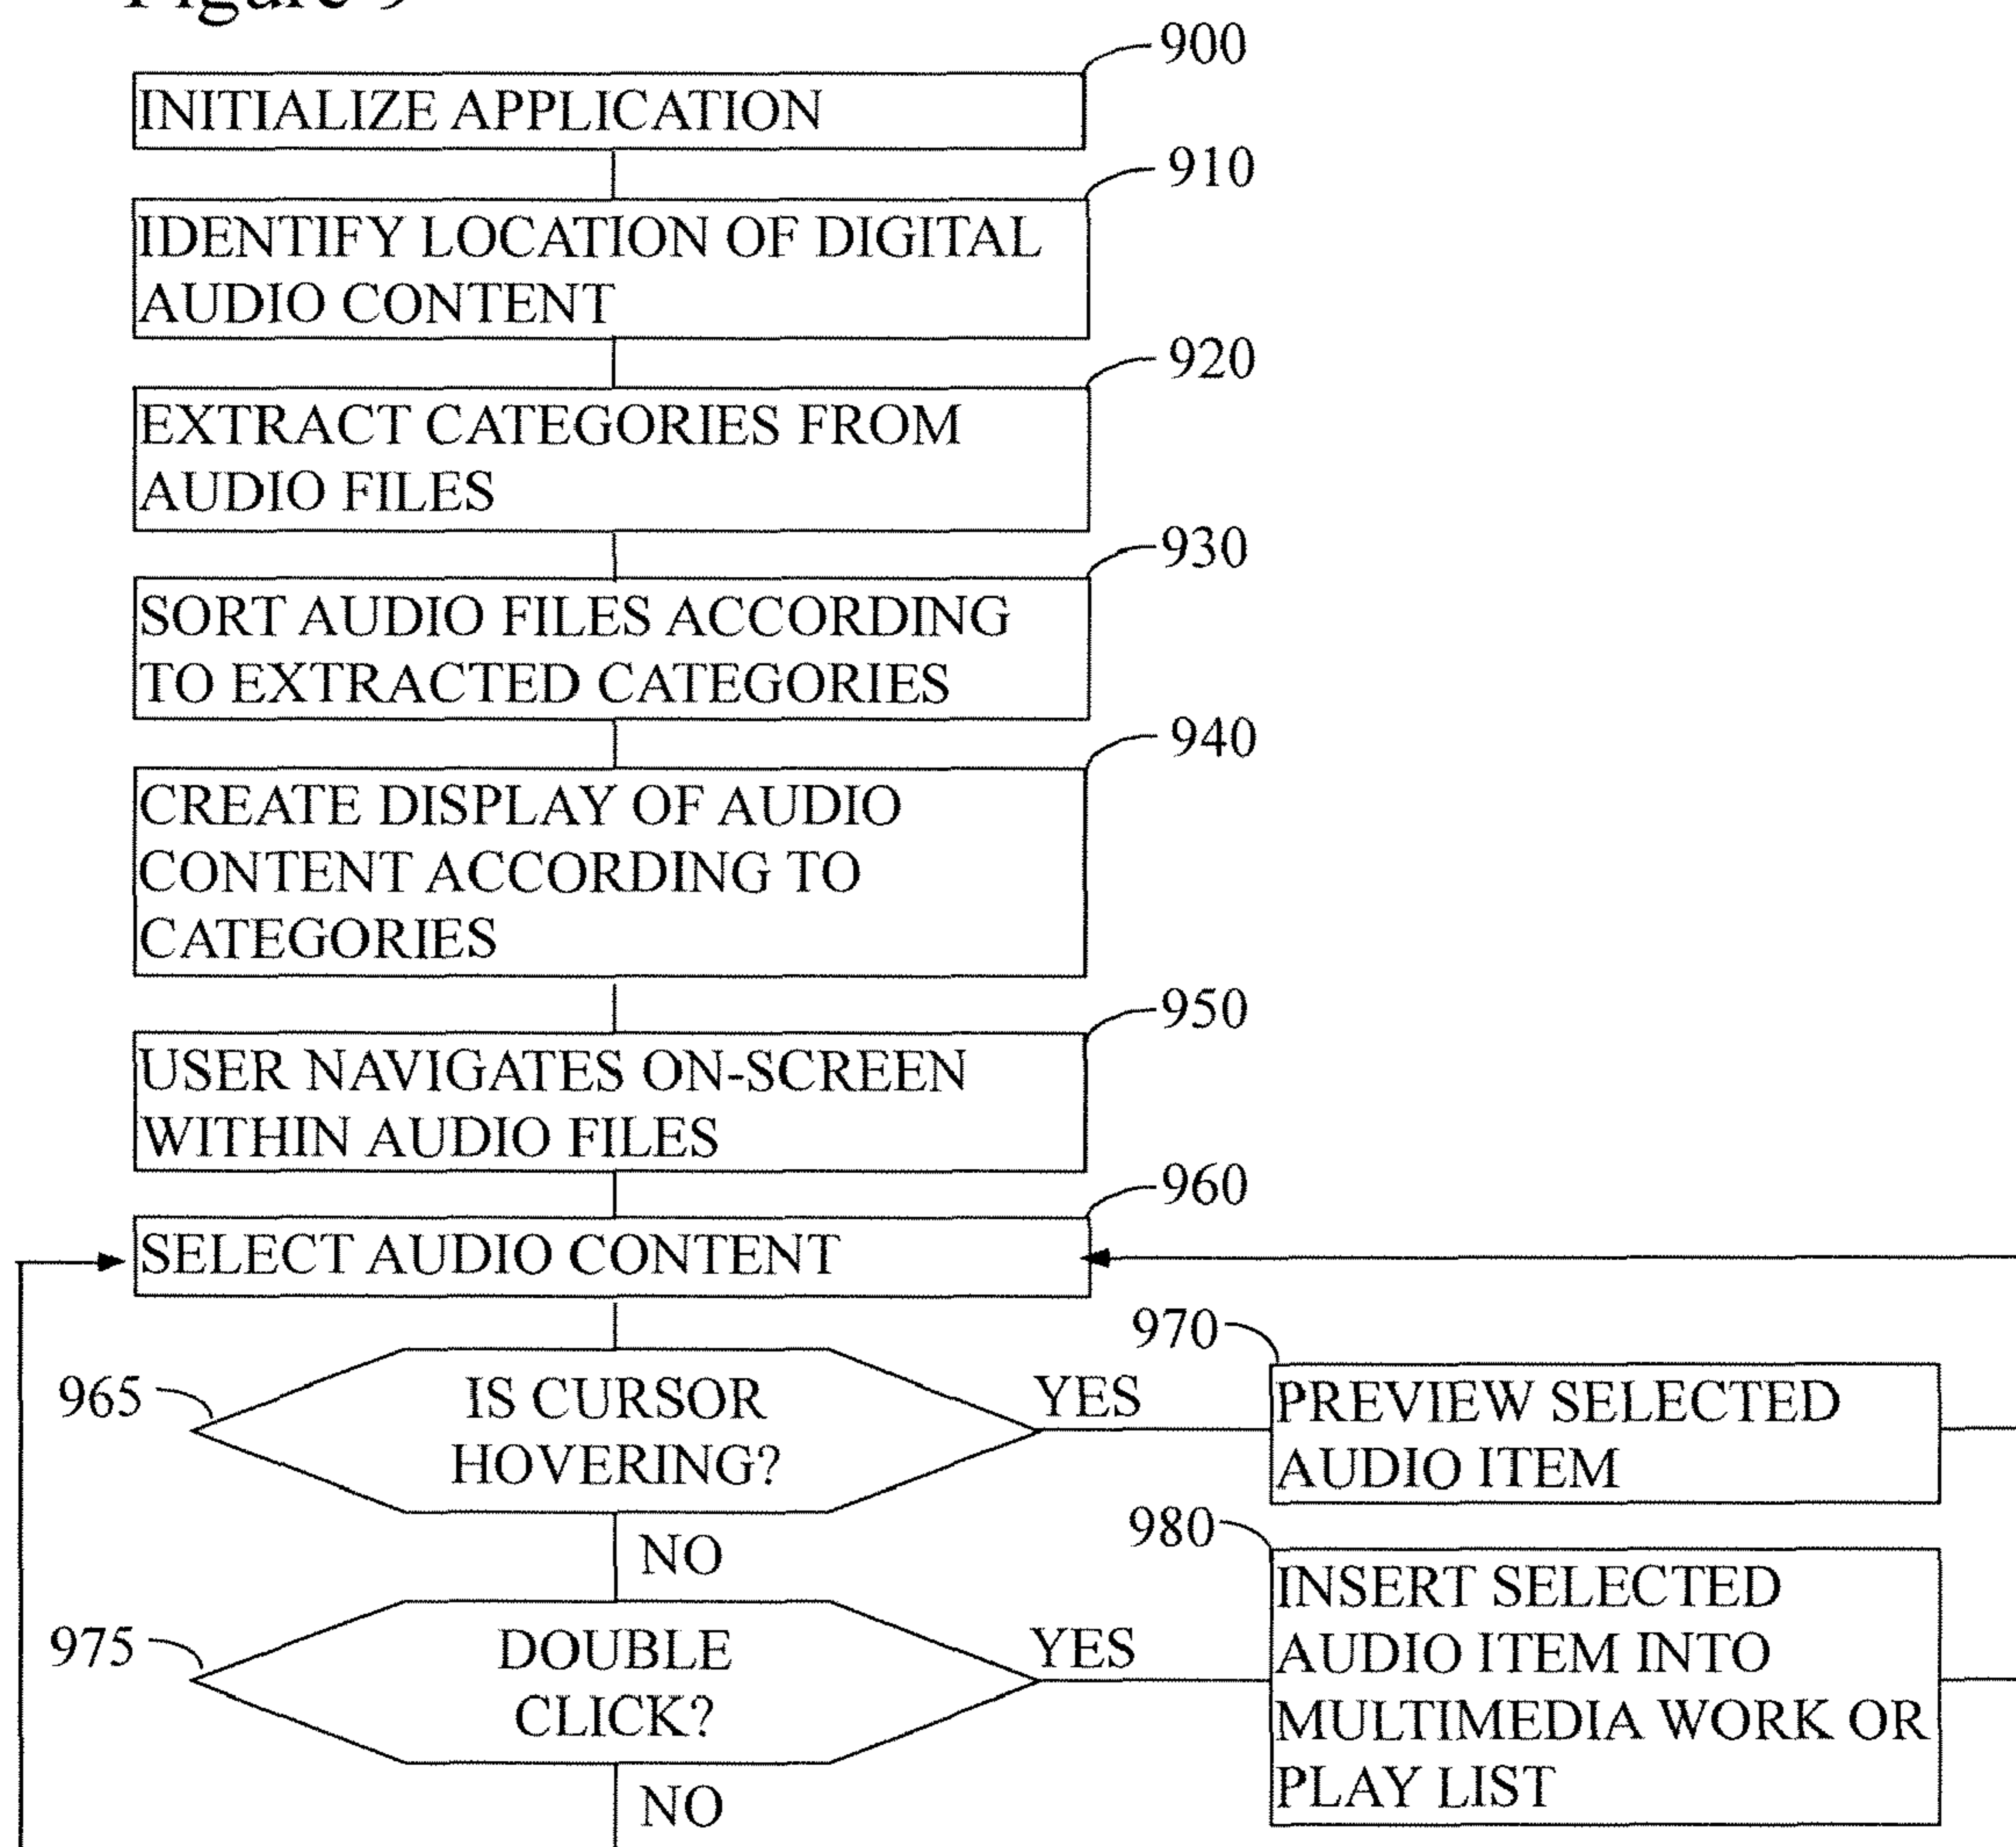 Figure 9
900
INITIALIZE APPLICATION
910
IDENTIFY LOCATION OF DIGITAL
AUDIO CONTENT
920
EXTRACT CATEGORIES FROM
AUDIO FILES
930
SORT AUDIO FILES ACCORDING
TO EXTRACTED CATEGORIES
940
CREATE DISPLAY OF AUDIO
CONTENT ACCORDING TO
CATEGORIES
950
USER NAVIGATES ON-SCREEN
WITHIN AUDIO FILES
960
SELECT AUDIO CONTENT
965
IS CURSOR
HOVERING?
YES
970
PREVIEW SELECTED
AUDIO ITEM
NO
975
DOUBLE
CLICK?
YES
980
INSERT SELECTED
AUDIO ITEM INTO
MULTIMEDIA WORK OR
PLAY LIST
NO